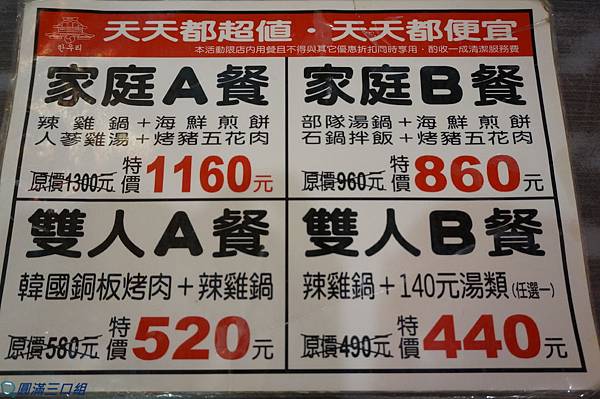 한우리
天天都超值・天天都便宜
本活動限店內用餐且不得與其它優惠折扣同時享用，酌收一成清潔服務費
家庭A餐
辣雞鍋＋海鮮煎餅
人蔘雞湯＋烤豬五花肉
原價1300元 特價1160元
家庭B餐
部隊湯鍋＋海鮮煎餅
石鍋拌飯＋烤豬五花肉
原價960元 特價860元
雙人A餐
韓國銅板烤肉＋辣雞鍋
原價580元 特價520元
雙人B餐
辣雞鍋＋140元湯類(任選一)
原價490元 特價440元
圓滿三口組